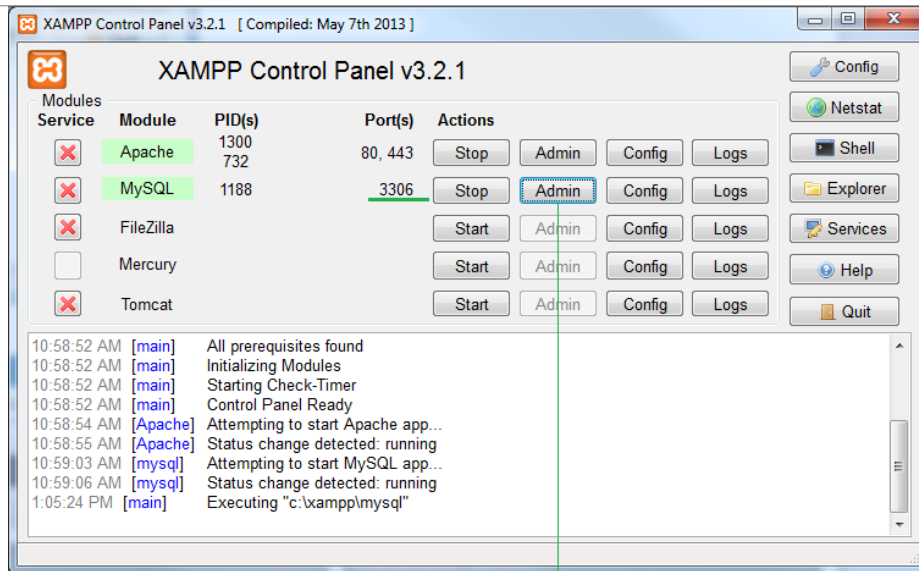 XAMPP Control Panel v3.2.1 [ Compiled: May 7th 2013 ]
XAMPP Control Panel v3.2.1
Config
Modules
Service Module PID(s) Port(s) Actions
Netstat
Apache 1300 732 80, 443 Stop Admin Config Logs
Shell
MySQL 1188 3306 Stop Admin Config Logs
Explorer
FileZilla Start Admin Config Logs
Services
Mercury Start Admin Config Logs
Help
Tomcat Start Admin Config Logs
Quit
10:58:52 AM [main] All prerequisites found
10:58:52 AM [main] Initializing Modules
10:58:52 AM [main] Starting Check-Timer
10:58:52 AM [main] Control Panel Ready
10:58:54 AM [Apache] Attempting to start Apache app...
10:58:55 AM [Apache] Status change detected: running
10:59:03 AM [mysql] Attempting to start MySQL app...
10:59:06 AM [mysql] Status change detected: running
1:05:24 PM [main] Executing "c:\xampp\mysql"